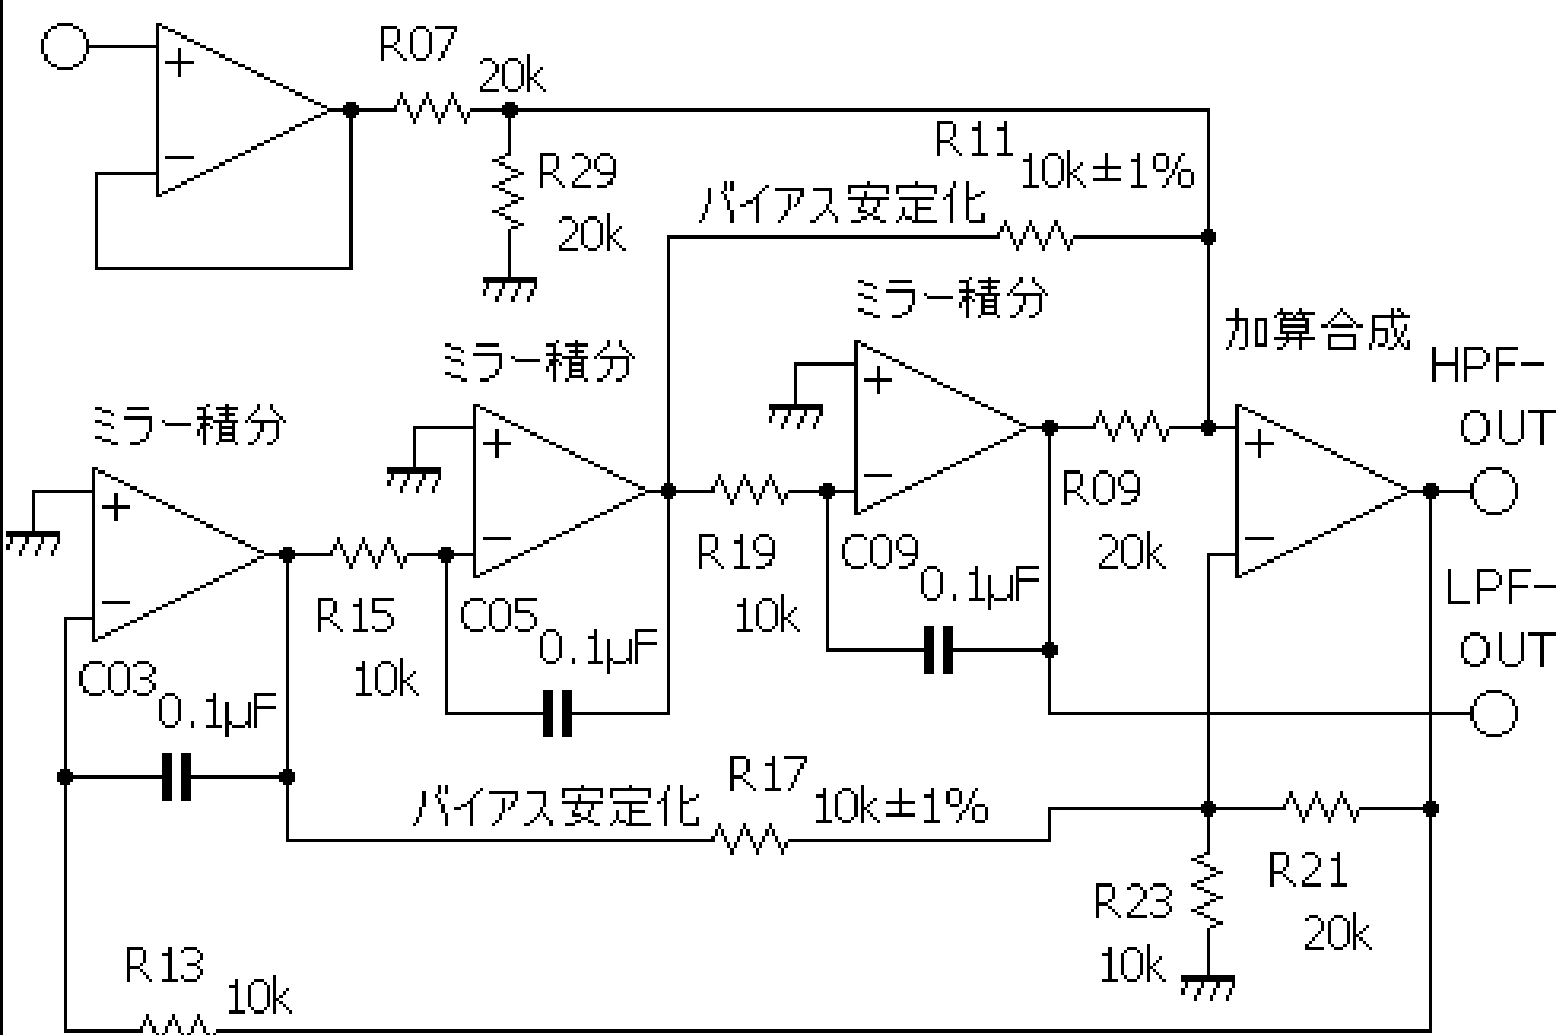 R07
20k
R29
20k
R11
10k±1%
バイアス安定化
ミラー積分
加算合成
HPF-
OUT
ミラー積分
ミラー積分
+
−
+
−
+
−
+
−
+
−
R09
20k
R19
10k
C09
0.1μF
LPF-
OUT
R15
10k
C05
0.1μF
C03
0.1μF
R17
10k±1%
バイアス安定化
R21
20k
R23
10k
R13
10k